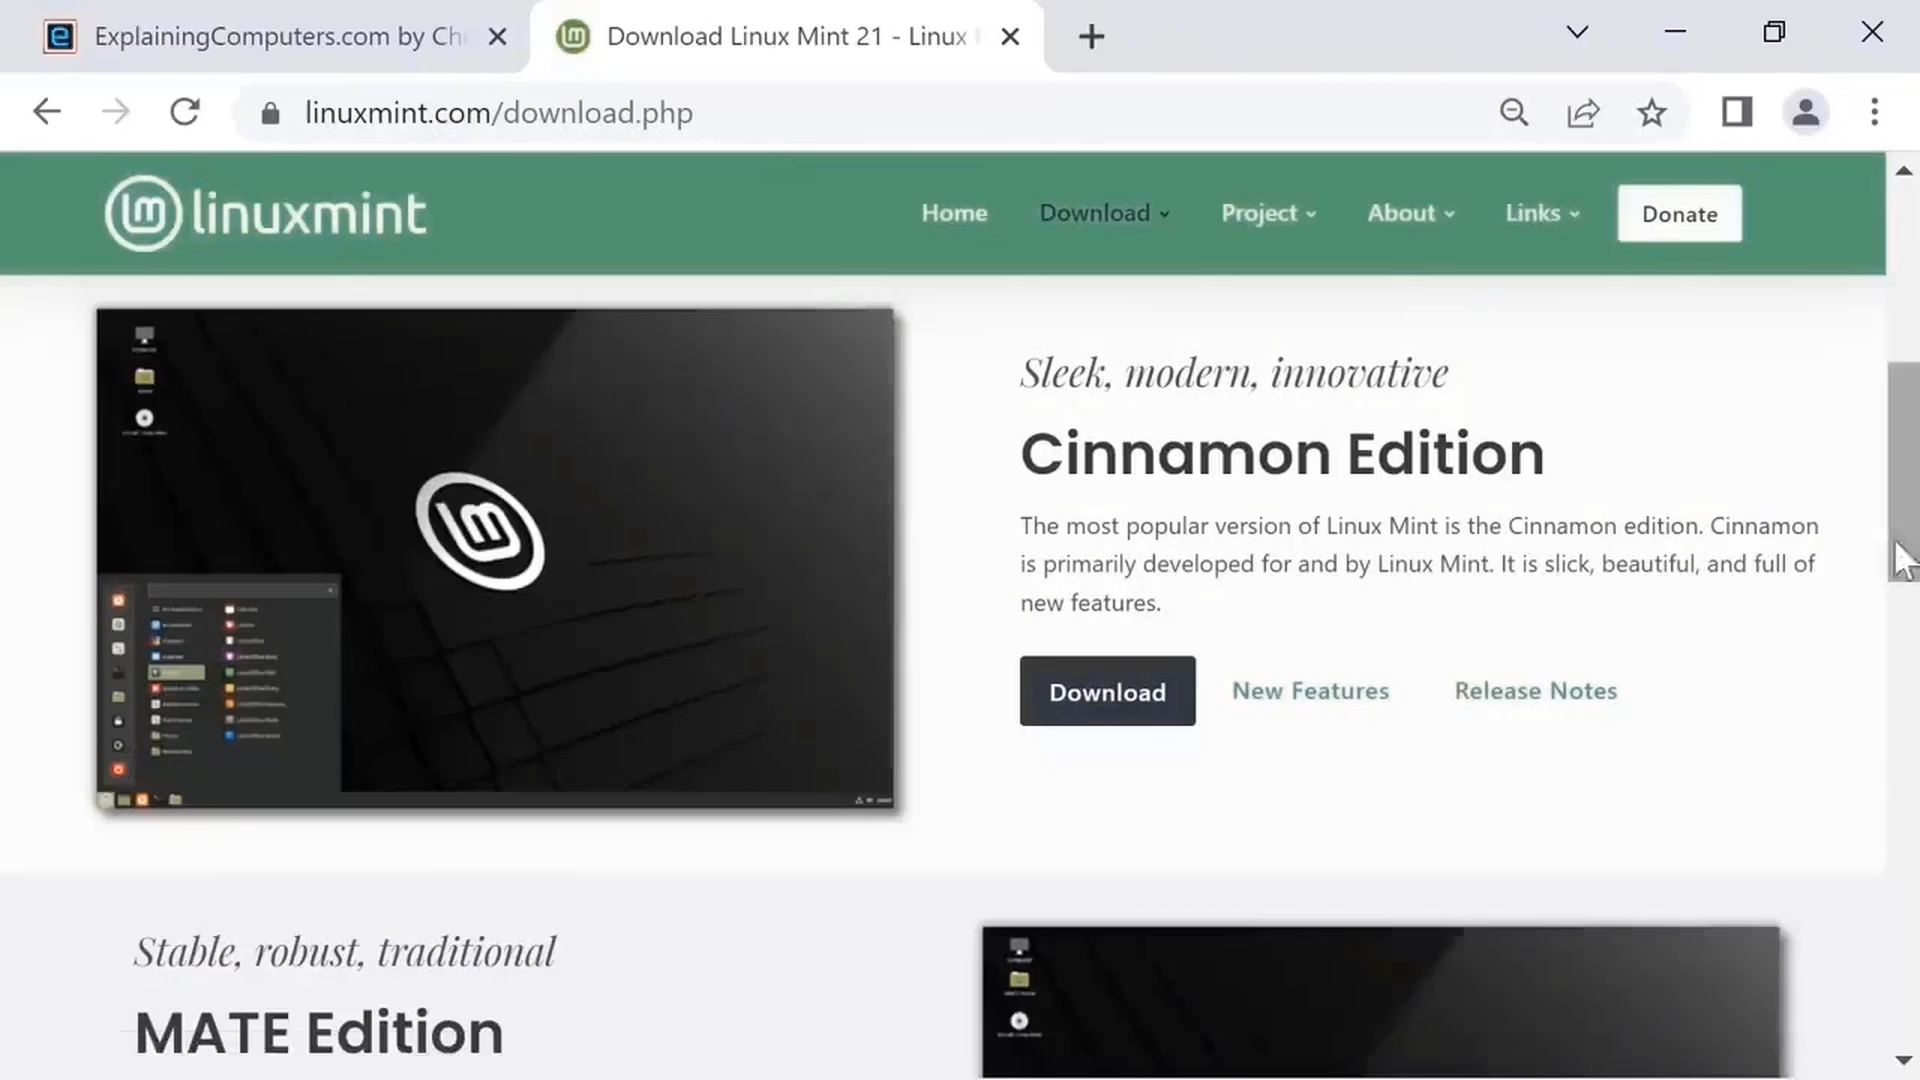 ExplainingComputers.com by Ch
Download Linux Mint 21 - Linux
linuxmint.com/download.php
linuxmint
Home
Download
Project
About
Links
Donate
Sleek, modern, innovative
Cinnamon Edition
The most popular version of Linux Mint is the Cinnamon edition. Cinnamon
is primarily developed for and by Linux Mint. It is slick, beautiful, and full of
new features.
Download
New Features
Release Notes
Stable, robust, traditional
MATE Edition